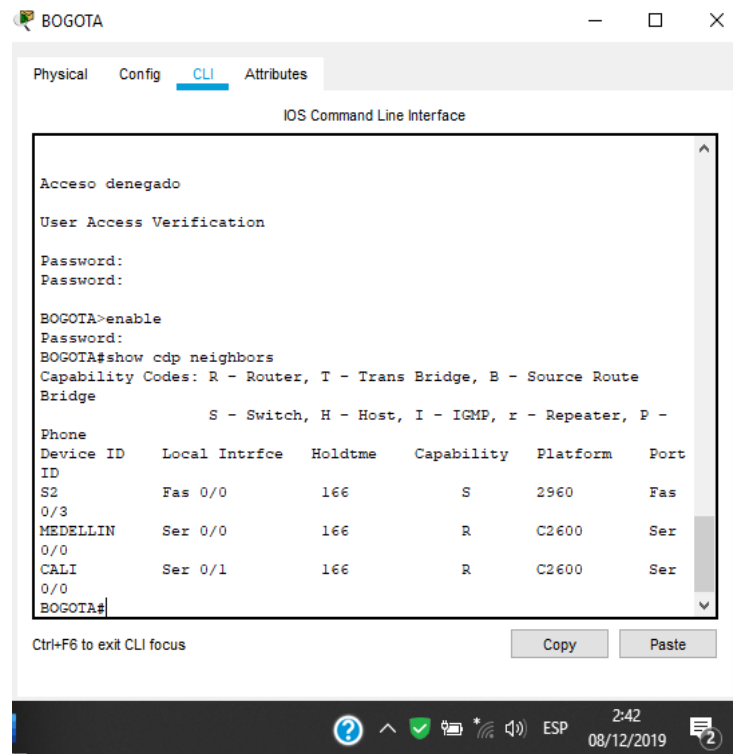 BOGOTA
Physical Config CLI Attributes
IOS Command Line Interface
Acceso denegado
User Access Verification
Password:
Password:
BOGOTA>enable
Password:
BOGOTA#show cdp neighbors
Capability Codes: R - Router, T - Trans Bridge, B - Source Route
Bridge
S - Switch, H - Host, I - IGMP, r - Repeater, P -
Phone
Device ID Local Intrfce Holdtme Capability Platform Port
ID
S2 Fas 0/0 166 S 2960 Fas
0/3
MEDELLIN Ser 0/0 166 R C2600 Ser
0/0
CALI Ser 0/1 166 R C2600 Ser
0/0
BOGOTA#
Ctrl+F6 to exit CLI focus
Copy Paste
ESP
2:42
08/12/2019
2